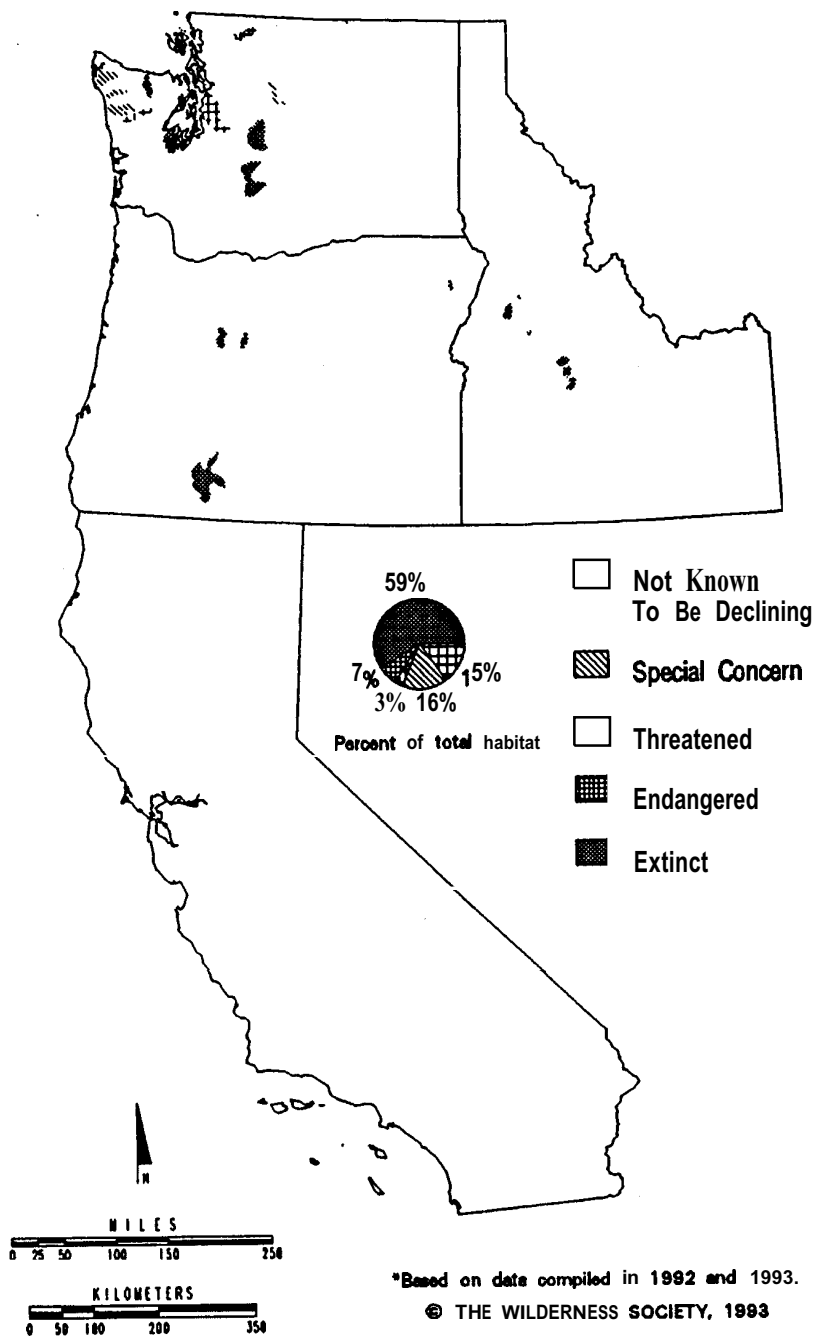 59%
Not Known
To Be Declining
7%
15%
3% 16%
Special Concern
Percent of total habitat
Threatened
Endangered
Extinct
N
MILES
0 25 50 100 150 250
*Based on data compiled in 1992 and 1993.
KILOMETERS
© THE WILDERNESS SOCIETY, 1993
0 50 100 200 350